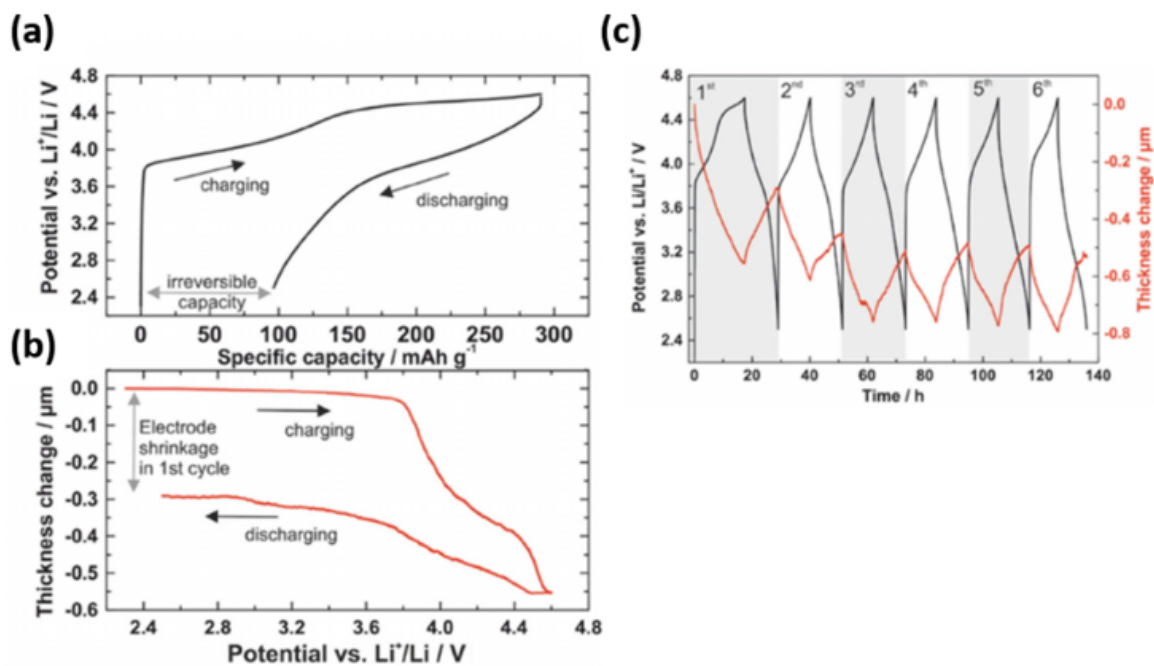 (a)
Potential vs. Li⁺/Li / V
4.8
4.4
4.0
3.6
3.2
2.8
2.4
charging
discharging
irreversible
capacity
0 50 100 150 200 250 300
Specific capacity / mAh g⁻¹
(b)
Thickness change / µm
0.0
-0.1
-0.2
-0.3
-0.4
-0.5
-0.6
Electrode
shrinkage
in 1st cycle
charging
discharging
2.4 2.8 3.2 3.6 4.0 4.4 4.8
Potential vs. Li⁺/Li / V
(c)
Potential vs. Li/Li⁺ / V
4.8
4.4
4.0
3.6
3.2
2.8
2.4
1st 2nd 3rd 4th 5th 6th
0.0
-0.2
-0.4
-0.6
-0.8
Thickness change / µm
0 20 40 60 80 100 120 140
Time / h